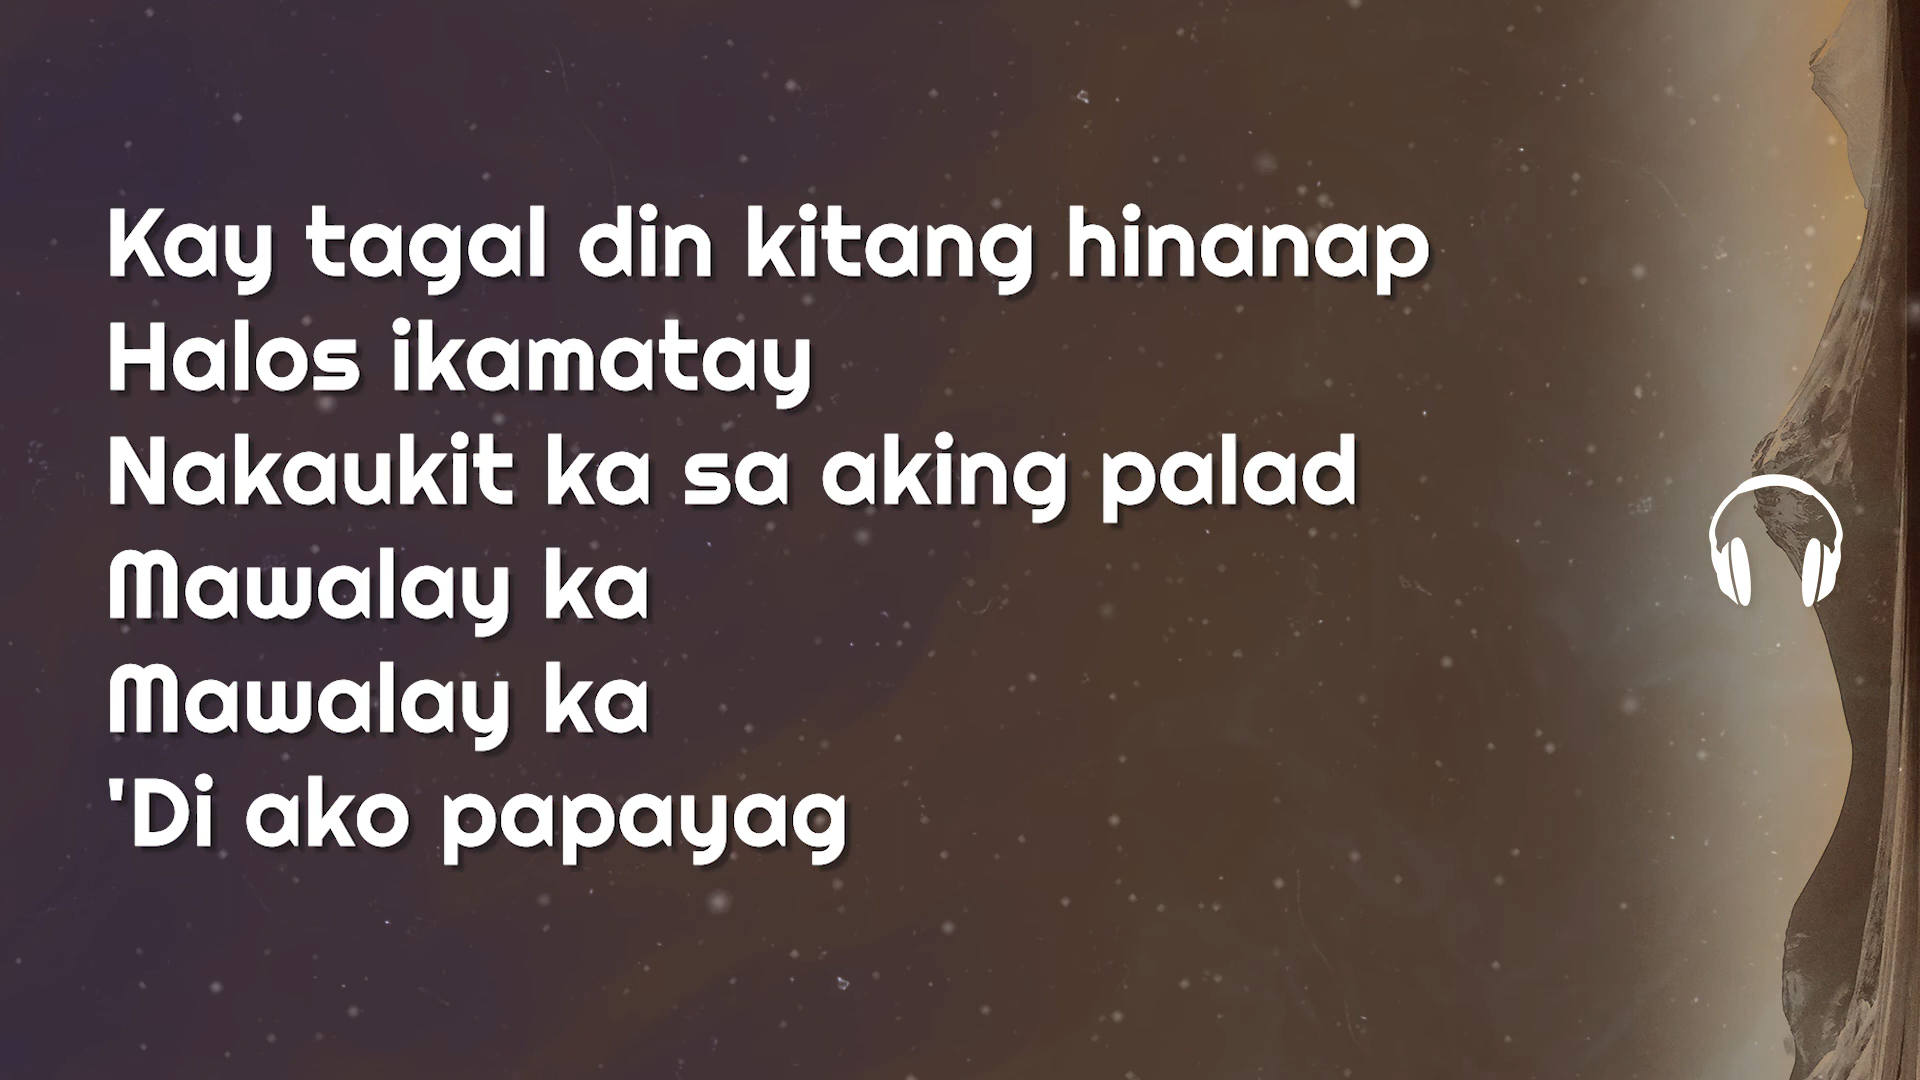 Kay tagal din kitang hinanap
Halos ikamatay
Nakaukit ka sa aking palad
Mawalay ka
Mawalay ka
'Di ako papayag